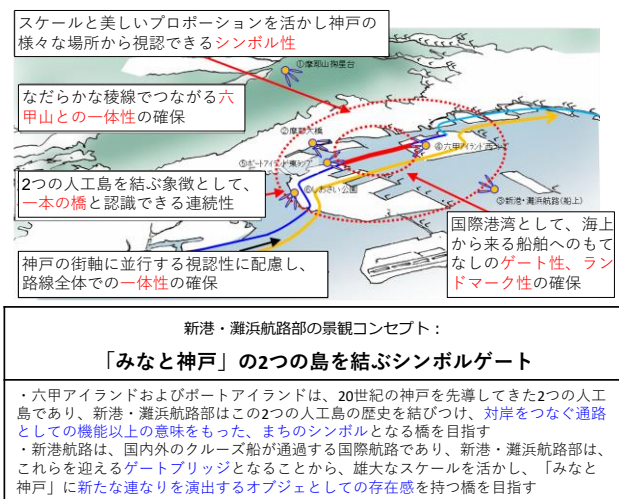 スケールと美しいプロポーションを活かし神戸の
様々な場所から視認できるシンボル性
①摩耶山掬星台
なだらかな稜線でつながる六
甲山との一体性の確保
②摩耶大橋
④六甲アイランド西
⑤ポートアイランド東
2つの人工島を結ぶ象徴として、
一本の橋と認識できる連続性
⑥しおさい公園
③新港・灘浜航路(船上)
国際港湾として、海上
から来る船舶へのもて
なしのゲート性、ラン
ドマーク性の確保
神戸の街軸に並行する視認性に配慮し、
路線全体での一体性の確保
新港・灘浜航路部の景観コンセプト：
「みなと神戸」の2つの島を結ぶシンボルゲート
・六甲アイランドおよびポートアイランドは、20世紀の神戸を先導してきた2つの人工
島であり、新港・灘浜航路部はこの2つの人工島の歴史を結びつけ、対岸をつなぐ通路
としての機能以上の意味をもった、まちのシンボルとなる橋を目指す
・新港航路は、国内外のクルーズ船が通過する国際航路であり、新港・灘浜航路部は、
これらを迎えるゲートブリッジとなることから、雄大なスケールを活かし、「みなと
神戸」に新たな連なりを演出するオブジェとしての存在感を持つ橋を目指す